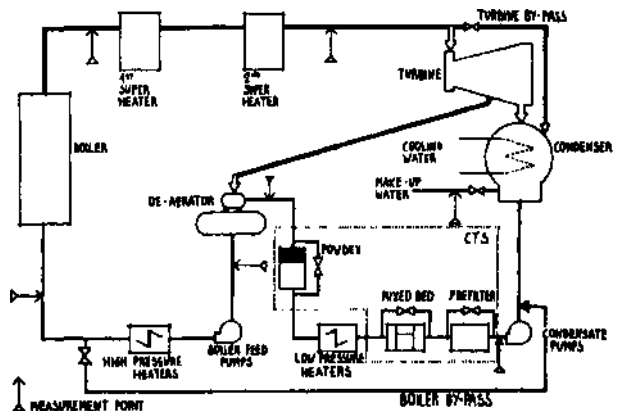 TURBINE BY-PASS
1ST
SUPER
HEATER
2ND
SUPER
HEATER
TURBINE
BOILER
COOLING
WATER
CONDENSER
MAKE-UP
WATER
DE-AERATOR
CTS
POWDEX
MIXED BED
PREFILTER
HIGH PRESSURE
HEATERS
BOILER FEED
PUMPS
LOW PRESSURE
HEATERS
CONDENSATE
PUMPS
BOILER BY-PASS
MEASUREMENT POINT